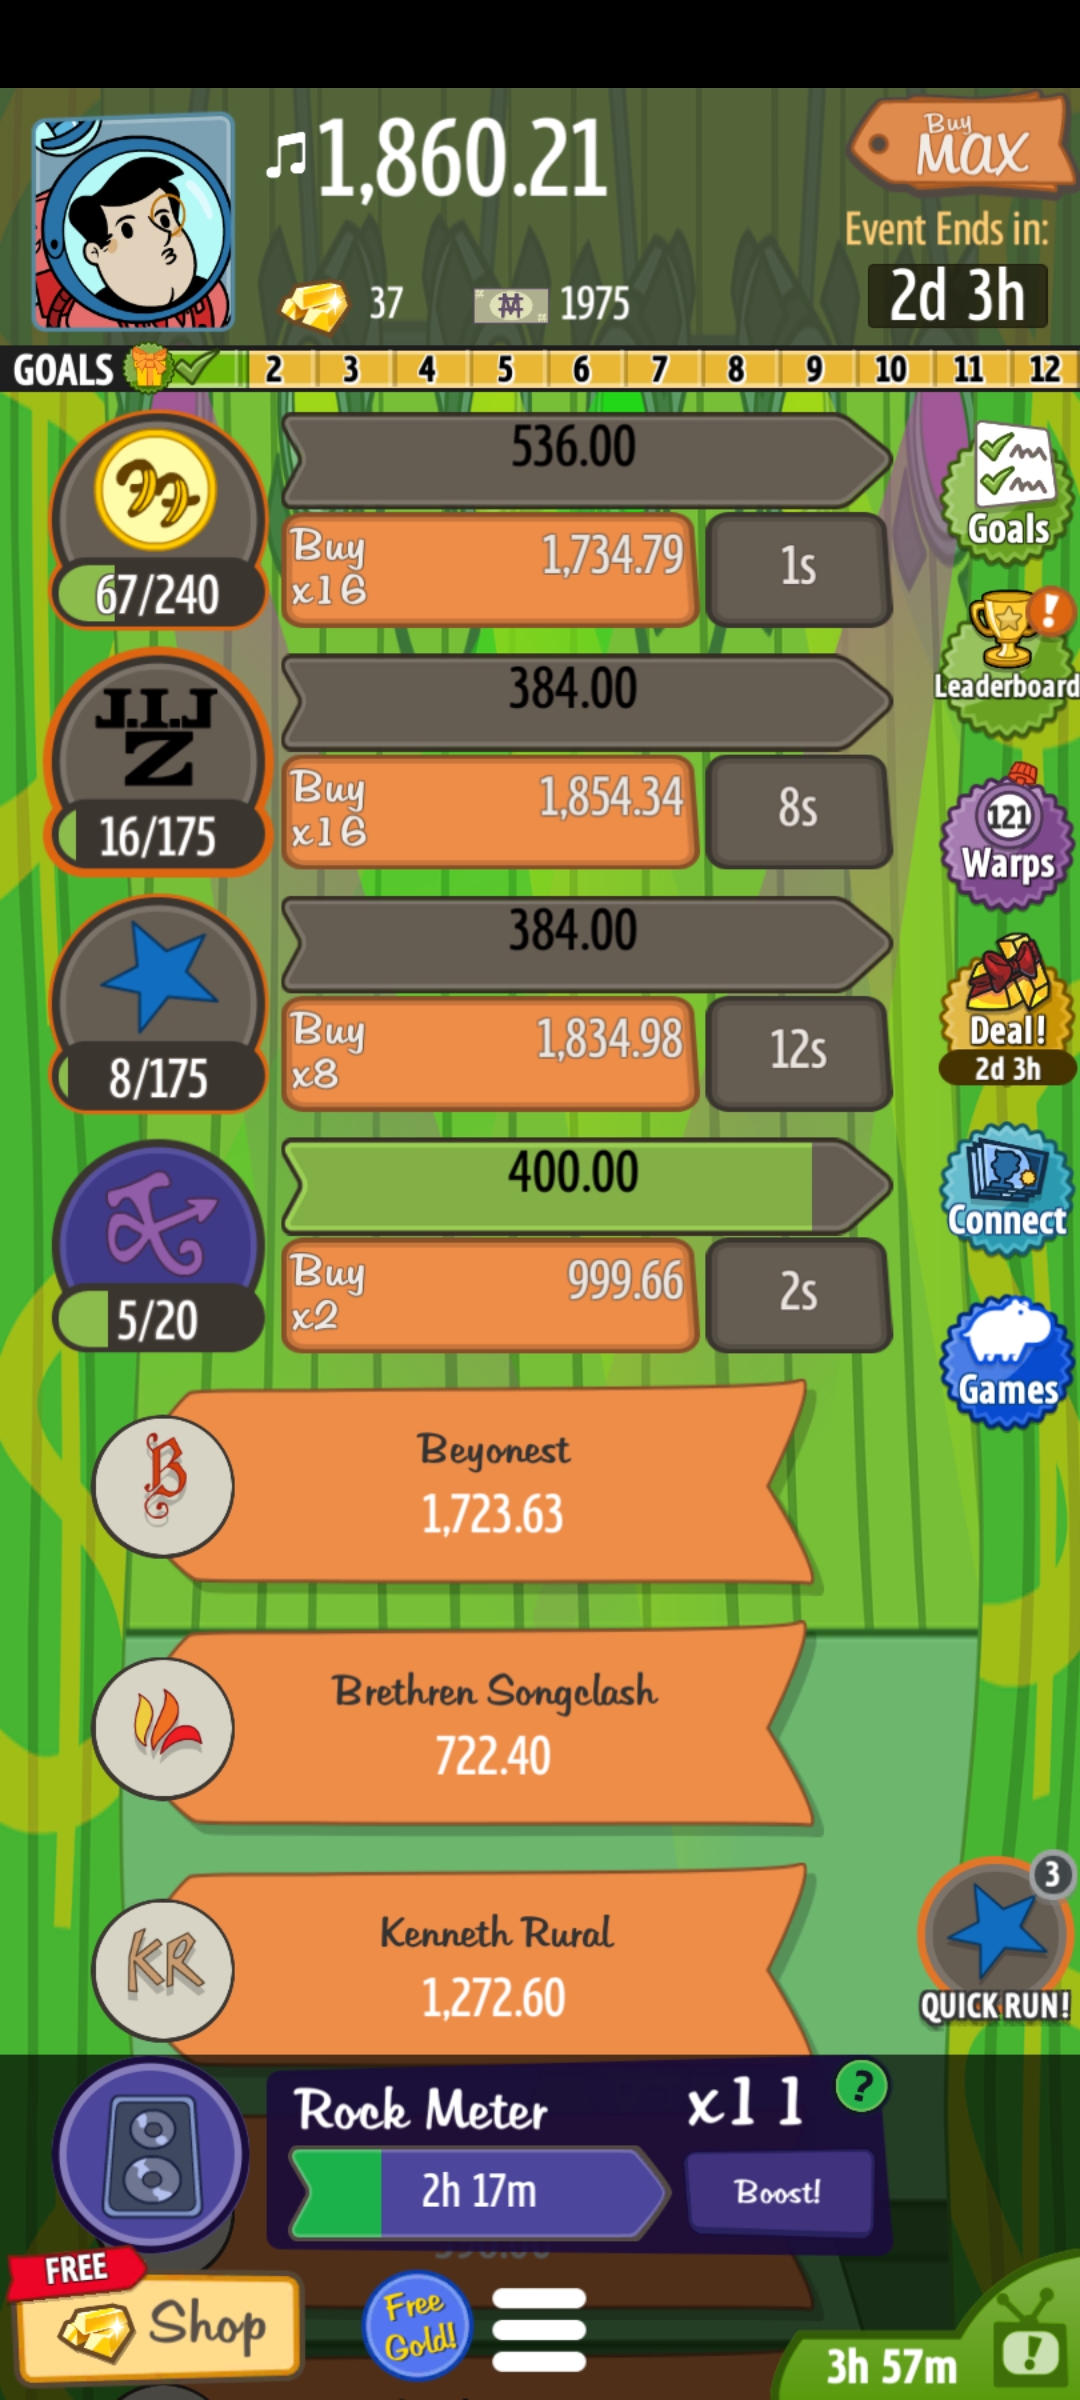 1,860.21
Buy
MAX
Event Ends in:
2d 3h
37
1975
GOALS 2 3 4 5 6 7 8 9 10 11 12
536.00
Buy
x16
1,734.79
1s
67/240
Goals
J.I.J
Z
384.00
Buy
x16
1,854.34
8s
16/175
Leaderboard
121
Warps
384.00
Buy
x8
1,834.98
12s
8/175
Deal!
2d 3h
400.00
Buy
x2
999.66
2s
5/20
Connect
Games
B
Beyonest
1,723.63
Brethren Songclash
722.40
KR
Kenneth Rural
1,272.60
3
QUICK RUN!
Rock Meter
x11
?
2h 17m
Boost!
FREE
Shop
Free
Gold!
3h 57m